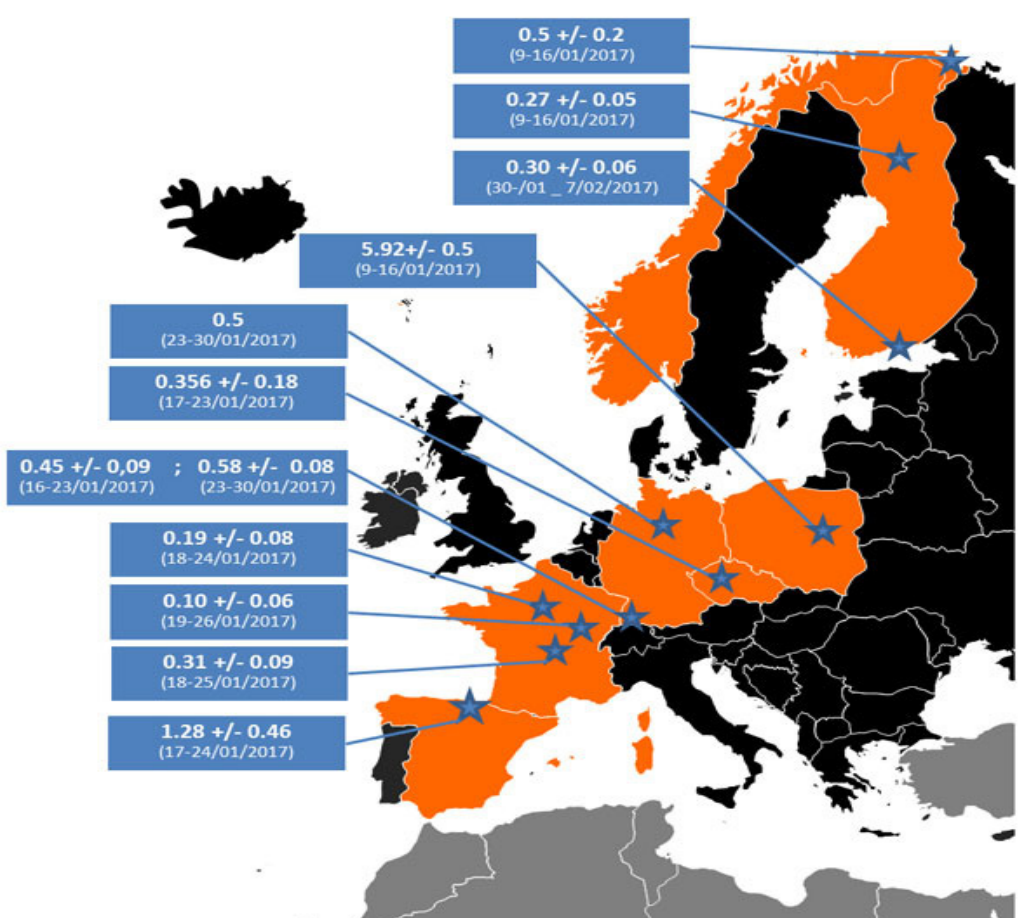 0.5 +/- 0.2
(9-16/01/2017)
0.27 +/- 0.05
(9-16/01/2017)
0.30 +/- 0.06
(30-/01 _ 7/02/2017)
5.92+/- 0.5
(9-16/01/2017)
0.5
(23-30/01/2017)
0.356 +/- 0.18
(17-23/01/2017)
0.45 +/- 0,09 ; 0.58 +/- 0.08
(16-23/01/2017) (23-30/01/2017)
0.19 +/- 0.08
(18-24/01/2017)
0.10 +/- 0.06
(19-26/01/2017)
0.31 +/- 0.09
(18-25/01/2017)
1.28 +/- 0.46
(17-24/01/2017)